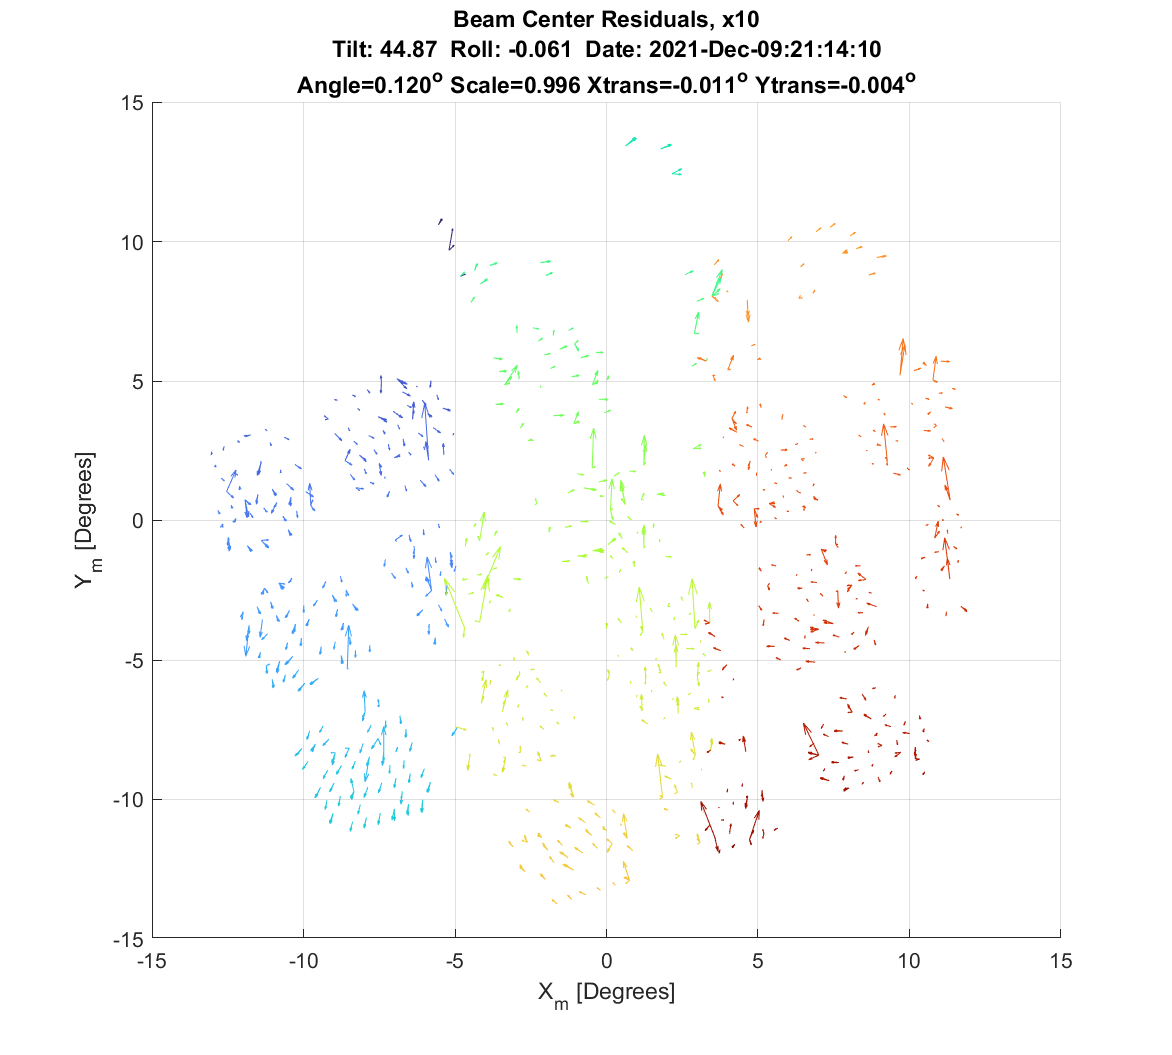 Beam Center Residuals, x10
Tilt: 44.87 Roll: -0.061 Date: 2021-Dec-09:21:14:10
Angle=0.120° Scale=0.996 Xtrans=-0.011° Ytrans=-0.004°
15
10
5
0
-5
-10
-15
Y_m [Degrees]
-15 -10 -5 0 5 10 15
X_m [Degrees]